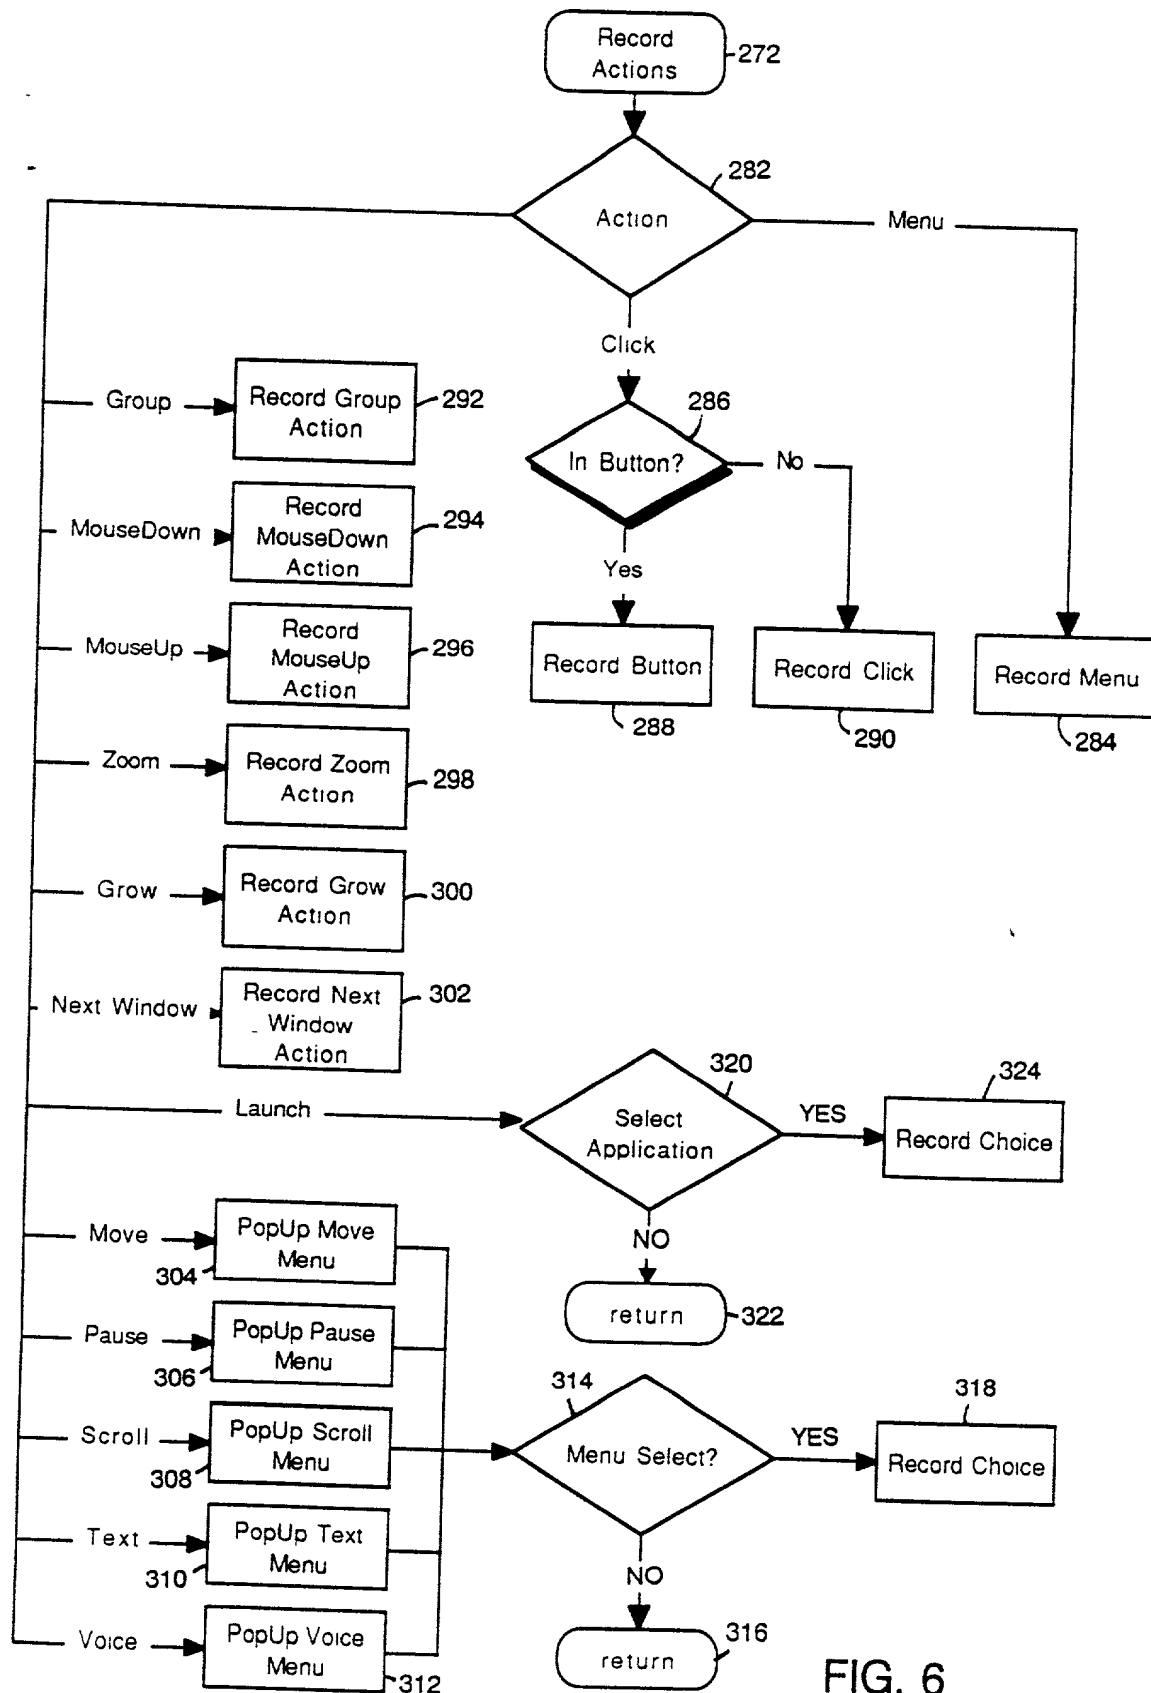 Record
Actions
272
282
Action
Menu
Click
286
In Button?
No
Yes
Record Button
288
Record Click
290
Record Menu
284
Group
Record Group
Action
292
MouseDown
Record
MouseDown
Action
294
MouseUp
Record
MouseUp
Action
296
Zoom
Record Zoom
Action
298
Grow
Record Grow
Action
300
Next Window
Record Next
Window
Action
302
Launch
Select
Application
320
YES
324
Record Choice
NO
return
322
Move
PopUp Move
Menu
304
Pause
PopUp Pause
Menu
306
Scroll
PopUp Scroll
Menu
308
Text
PopUp Text
Menu
310
Voice
PopUp Voice
Menu
312
314
Menu Select?
YES
318
Record Choice
NO
return
316
FIG. 6